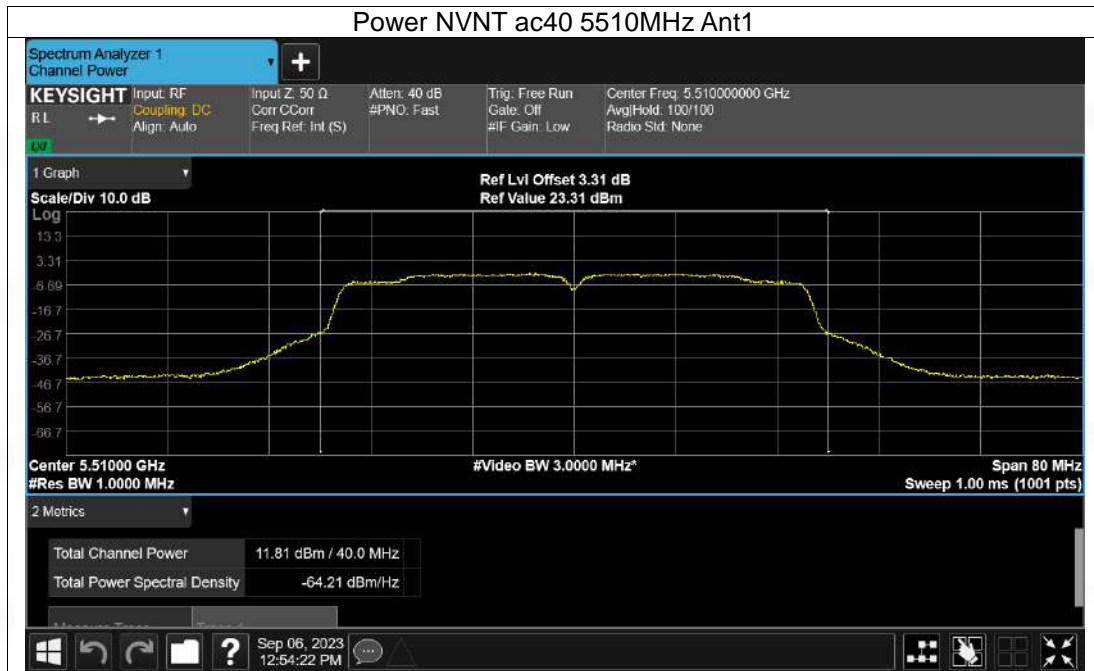 Power NVNT ac40 5510MHz Ant1
Spectrum Analyzer 1
Channel Power
KEYSIGHT
RL
LXI
Input: RF
Coupling: DC
Align: Auto
Input Z: 50 Ω
Corr CCorr
Freq Ref: Int (S)
Atten: 40 dB
#PNO: Fast
Trig: Free Run
Gate: Off
#IF Gain: Low
Center Freq: 5.510000000 GHz
Avg|Hold: 100/100
Radio Std: None
1 Graph
Scale/Div 10.0 dB
Ref Lvl Offset 3.31 dB
Ref Value 23.31 dBm
Log
13.3
3.31
-6.69
-16.7
-26.7
-36.7
-46.7
-56.7
-66.7
Center 5.51000 GHz
#Video BW 3.0000 MHz*
Span 80 MHz
#Res BW 1.0000 MHz
Sweep 1.00 ms (1001 pts)
2 Metrics
Total Channel Power 11.81 dBm / 40.0 MHz
Total Power Spectral Density -64.21 dBm/Hz
?
Sep 06, 2023
12:54:22 PM